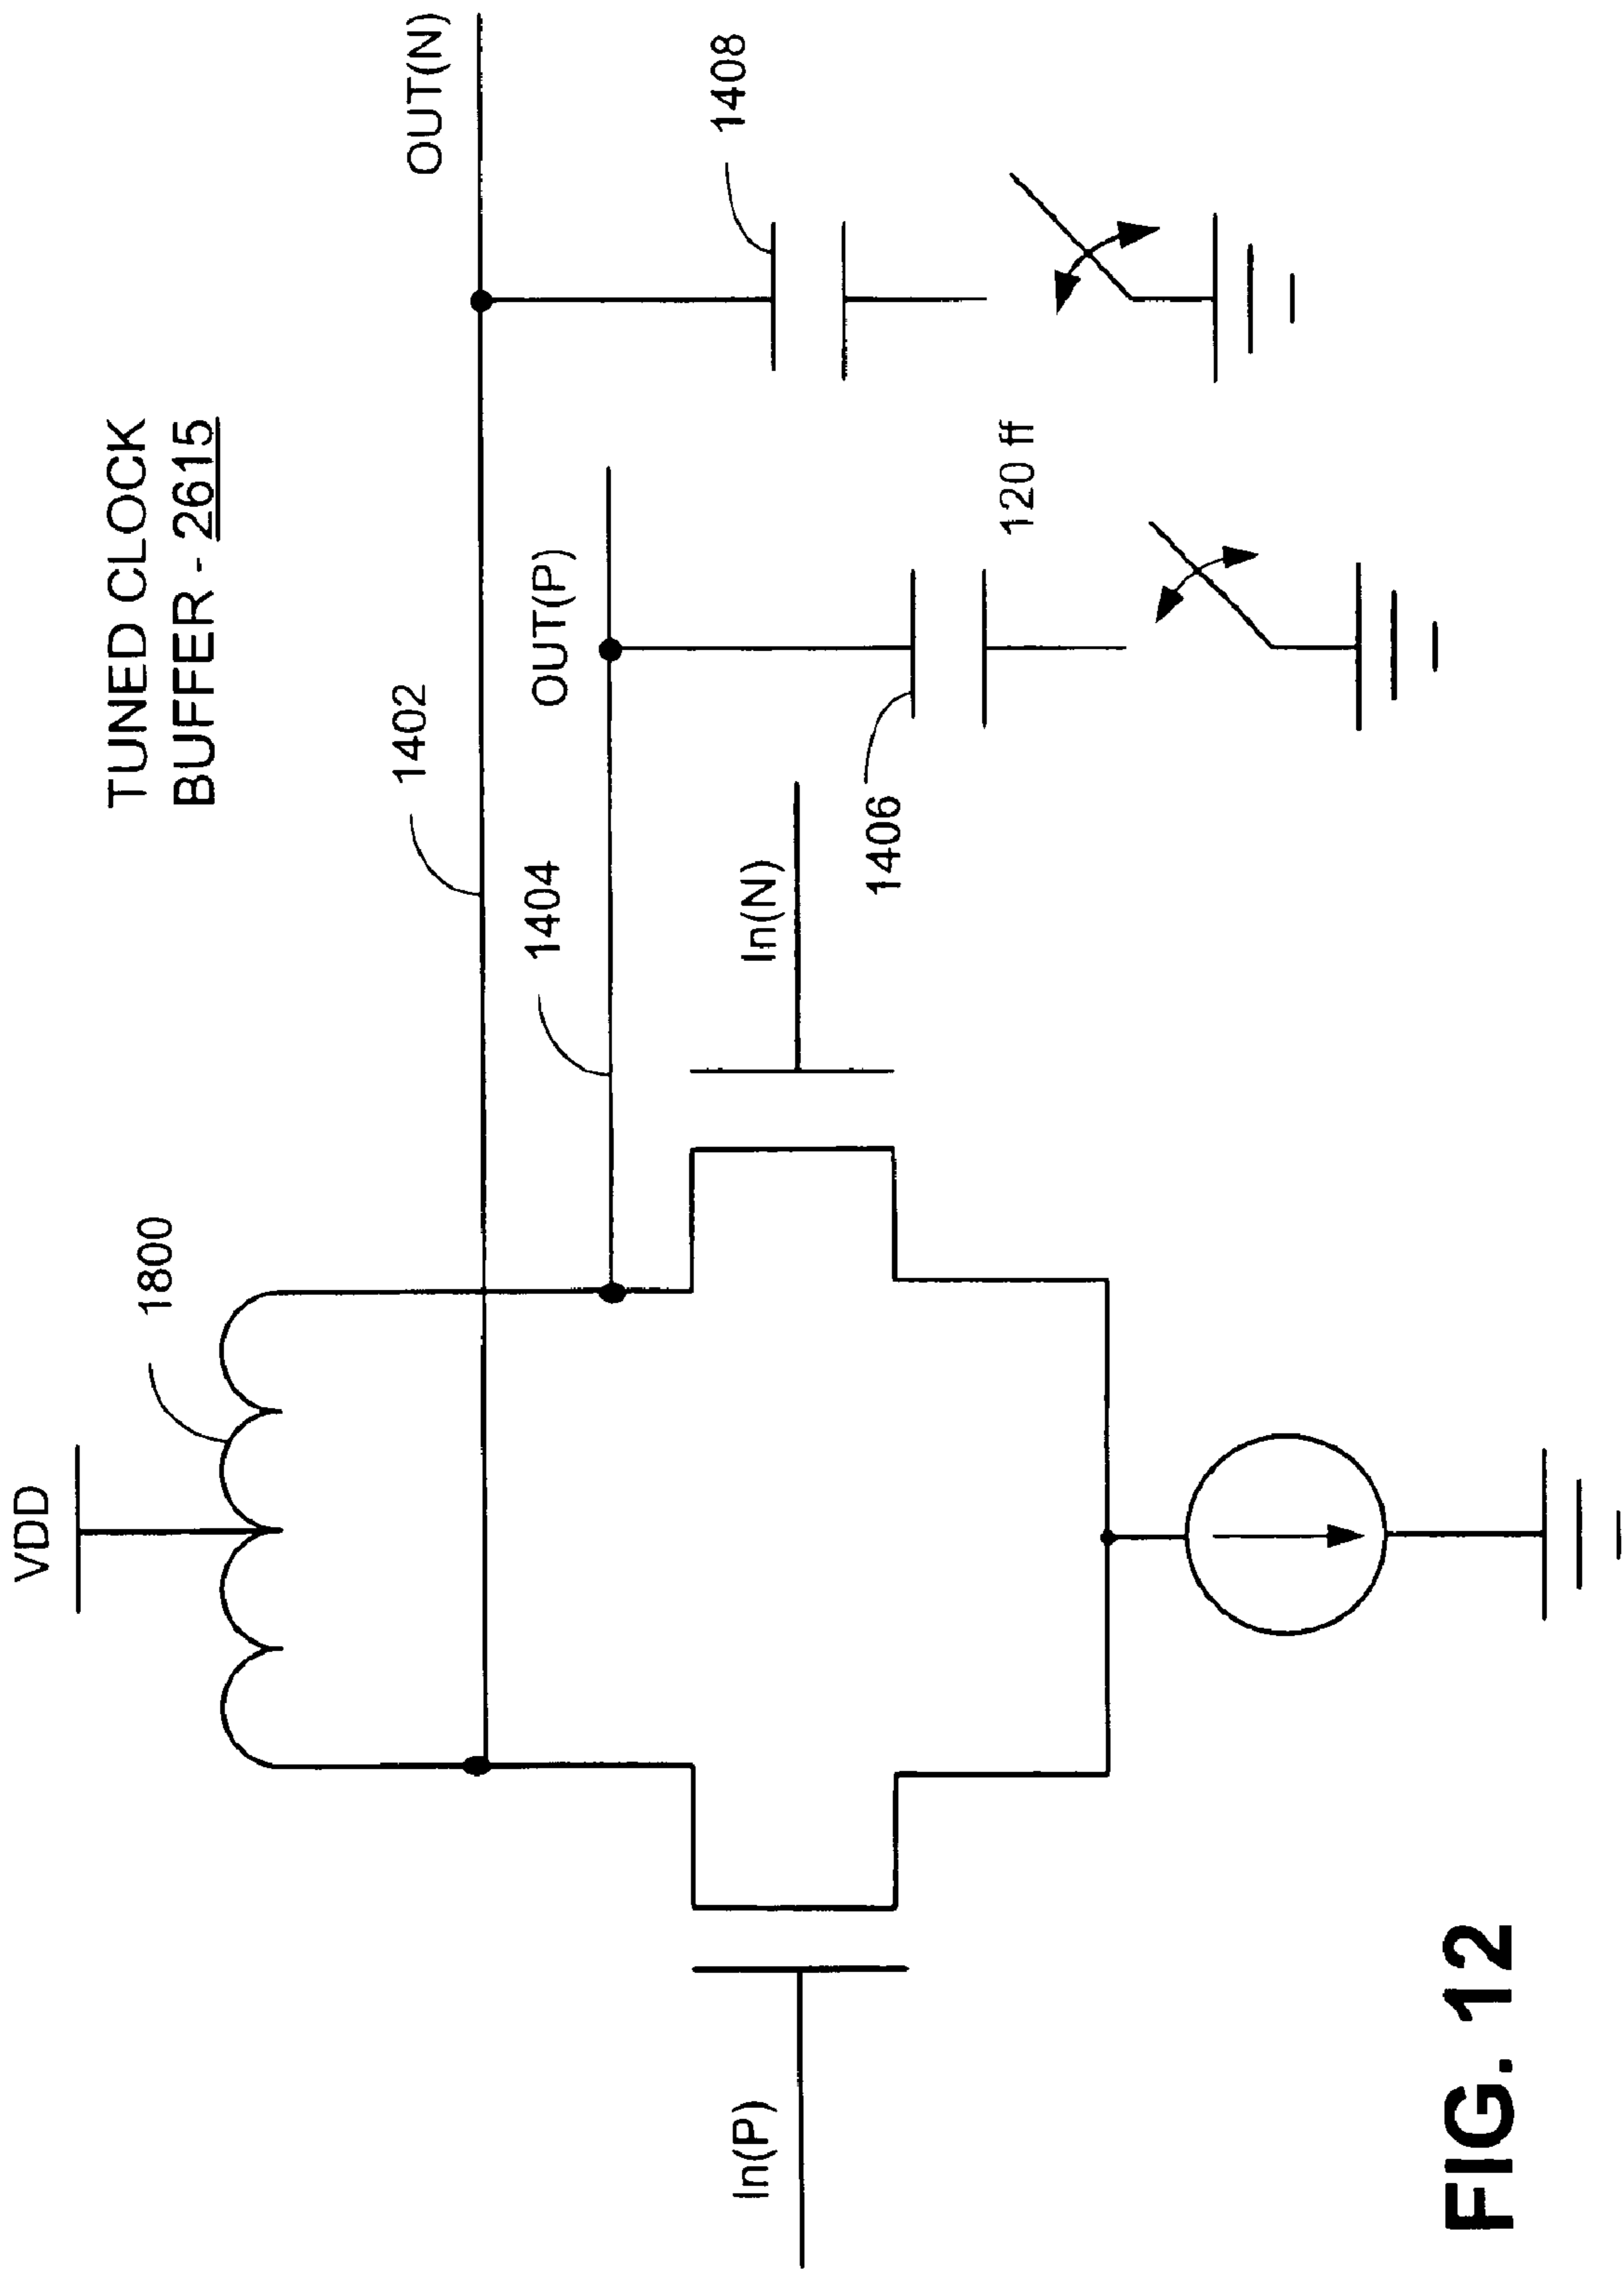 TUNED CLOCK
BUFFER - 2615
VDD
1800
1402
OUT(N)
1404
OUT(P)
1408
In(P)
In(N)
1406
120 ff
FIG. 12